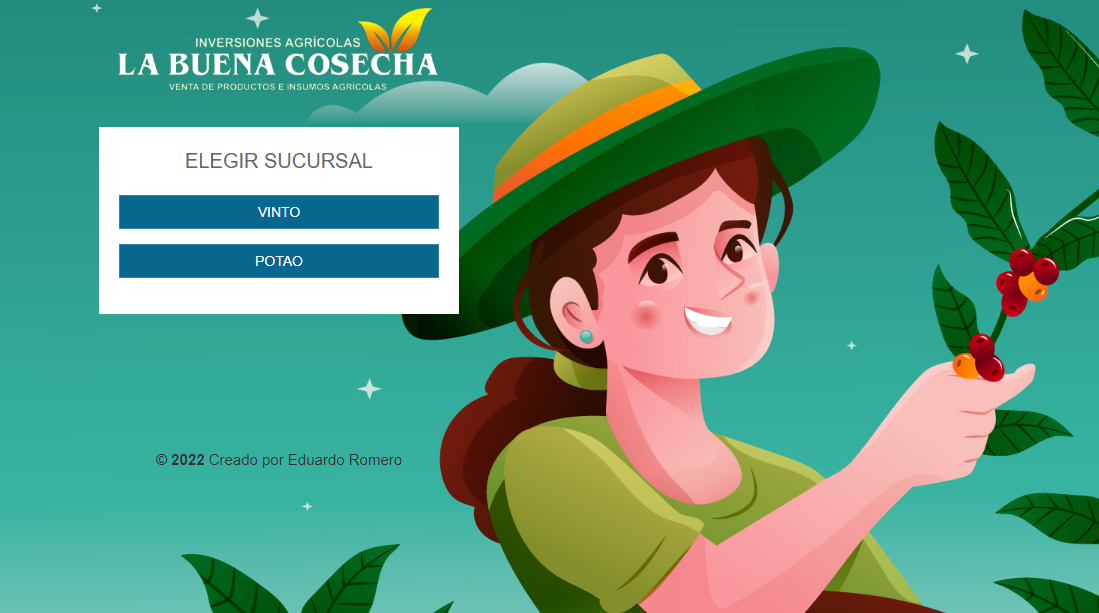 INVERSIONES AGRÍCOLAS
LA BUENA COSECHA
VENTA DE PRODUCTOS E INSUMOS AGRÍCOLAS
ELEGIR SUCURSAL
VINTO
POTAO
© 2022 Creado por Eduardo Romero